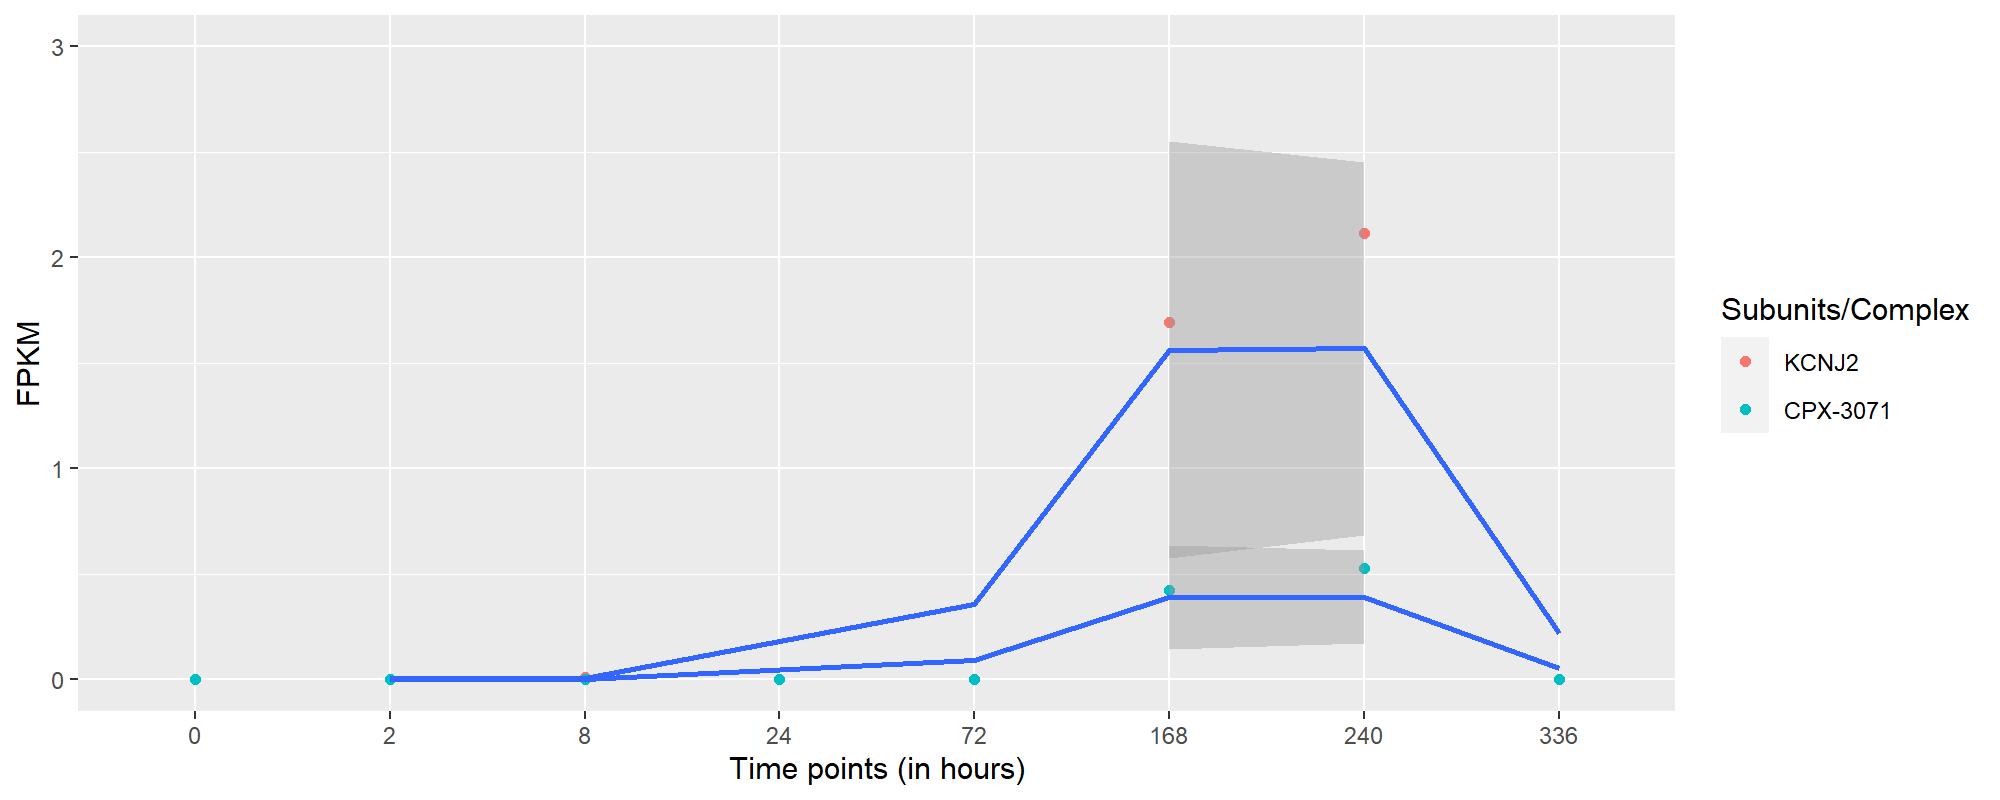 3
2
1
0
FPKM
0 2 8 24 72 168 240 336
Time points (in hours)
Subunits/Complex
KCNJ2
CPX-3071